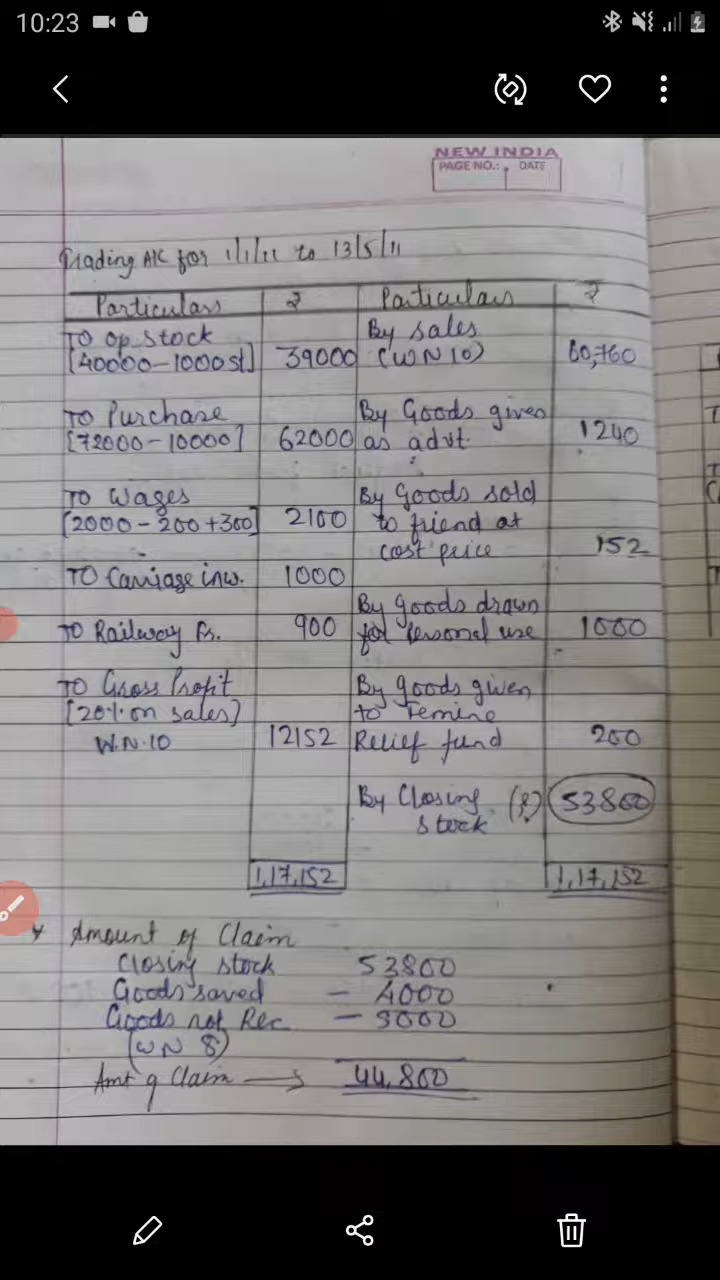 10:23
NEW INDIA
PAGE NO.: DATE
Trading A/C for 1/1/11 to 13/5/11
Particulars ₹ Particulars ₹
To Op stock By sales
[40000-1000st] 39000 (WN 10) 60,760
To Purchase By Goods given
[72000-10000] 62000 as advt. 1240
To Wages By Goods sold
[2000-200+300] 2100 to friend at
cost price 152
To Carriage inw. 1000
By Goods drawn
To Railway Fr. 900 for Personal use 1000
To Gross Profit By goods given
[20% on sales] to Femine
W.N.10 12152 Relief fund 200
By Closing (?) 53800
stock
1,17,152 1,17,152
Amount of Claim
Closing stock 53800
Goods saved - 4000
Goods not Rec - 5000
(WN 8)
Amt of Claim → 44,800